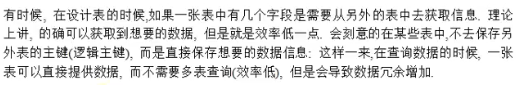 有时候, 在设计表的时候,如果一张表中有几个字段是需要从另外的表中去获取信息. 理论
上讲, 的确可以获取到想要的数据, 但是就是效率低一点. 会刻意的在某些表中,不去保存另
外表的主键(逻辑主键), 而是直接保存想要的数据信息: 这样一来,在查询数据的时候, 一张
表可以直接提供数据, 而不需要多表查询(效率低), 但是会导致数据冗余增加.